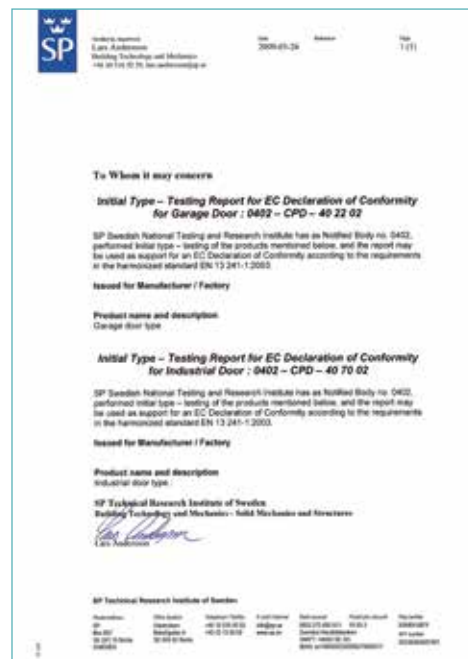 SP
Lars Andersson
Building Technology and Mechanics
Date
Reference
Page
2009-03-26
1 (1)
To Whom it may concern
Initial Type – Testing Report for EC Declaration of Conformity
for Garage Door : 0402 – CPD – 40 22 02
SP Swedish National Testing and Research Institute has as Notified Body no. 0402,
performed Initial type – testing of the products mentioned below, and the report may
be used as support for an EC Declaration of Conformity according to the requirements
in the harmonized standard EN 13 241-1:2003.
Issued for Manufacturer / Factory
Product name and description
Garage door type
Initial Type – Testing Report for EC Declaration of Conformity
for Industrial Door : 0402 – CPD – 40 70 02
SP Swedish National Testing and Research Institute has as Notified Body no. 0402,
performed initial type – testing of the products mentioned below, and the report may
be used as support for an EC Declaration of Conformity according to the requirements
in the harmonized standard EN 13 241-1:2003.
Issued for Manufacturer / Factory
Product name and description
Industrial door type :
SP Technical Research Institute of Sweden
Building Technology and Mechanics - Solid Mechanics and Structures
Lars Andersson
SP Technical Research Institute of Sweden